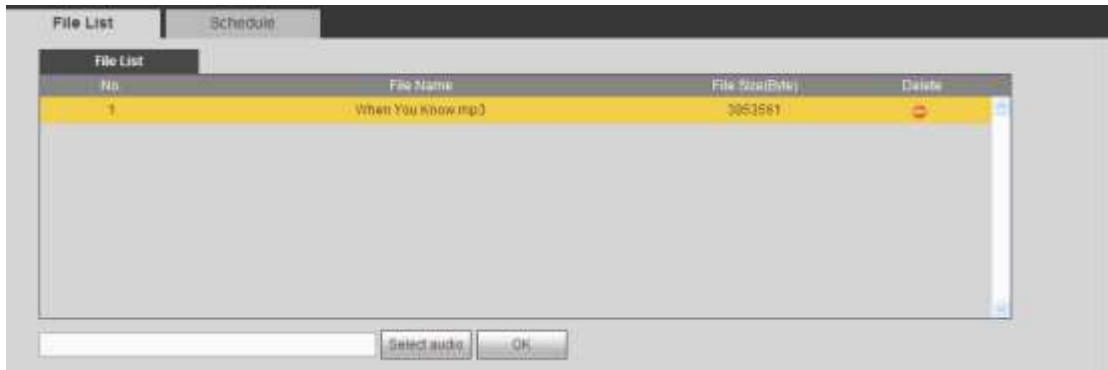 File List Schedule
File List
No. File Name File Size(Byte) Delete
1 When You Know.mp3 3953561
Select audio OK